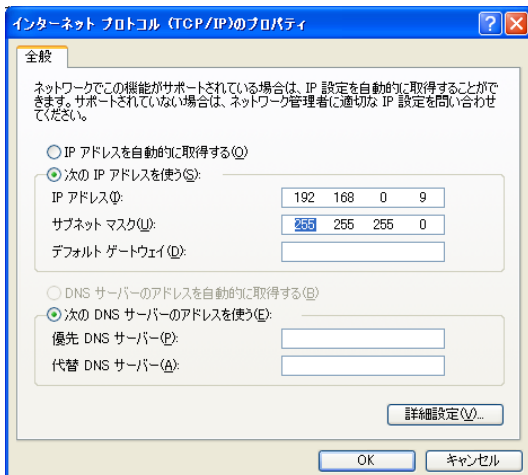 インターネット プロトコル (TCP/IP)のプロパティ
全般
ネットワークでこの機能がサポートされている場合は、IP 設定を自動的に取得することがで
きます。サポートされていない場合は、ネットワーク管理者に適切な IP 設定を問い合わせ
てください。
IP アドレスを自動的に取得する(O)
次の IP アドレスを使う(S):
IP アドレス(I): 192 168 0 9
サブネット マスク(U): 255 255 255 0
デフォルト ゲートウェイ(D):
DNS サーバーのアドレスを自動的に取得する(B)
次の DNS サーバーのアドレスを使う(E):
優先 DNS サーバー(P):
代替 DNS サーバー(A):
詳細設定(V)...
OK キャンセル